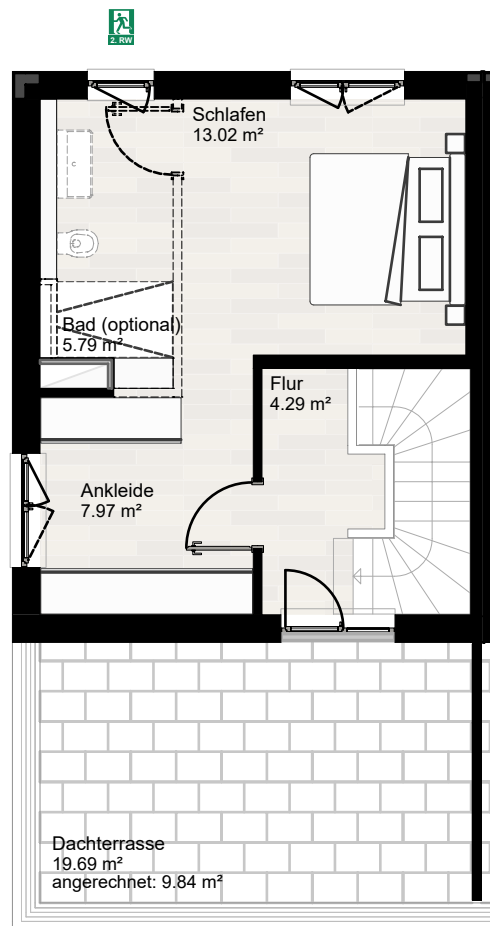 2. RW
Schlafen
13.02 m²
Bad (optional)
5.79 m²
Flur
4.29 m²
Ankleide
7.97 m²
Dachterrasse
19.69 m²
angerechnet: 9.84 m²